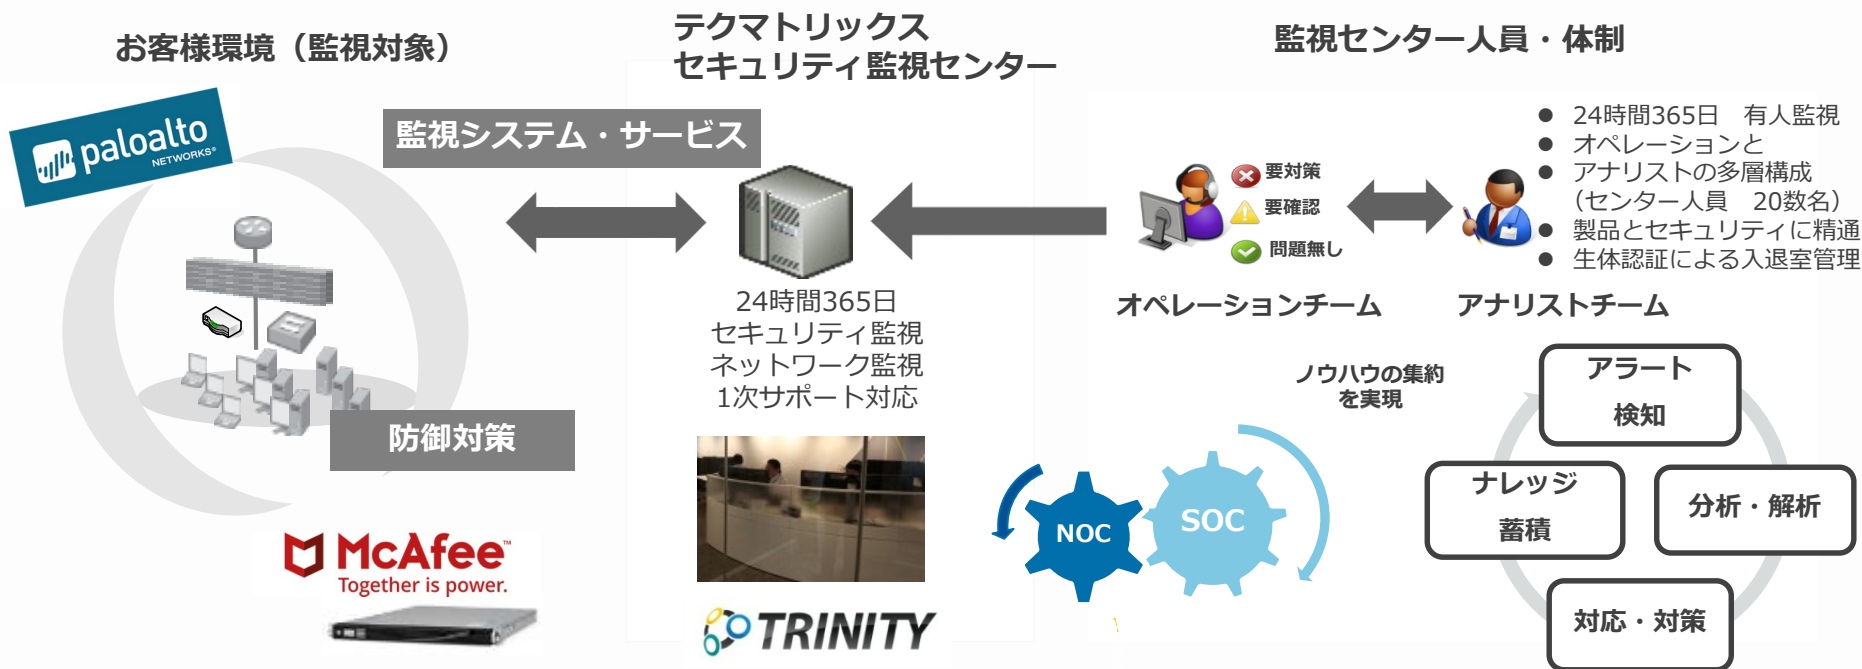 お客様環境（監視対象）
テクマトリックス
セキュリティ監視センター
監視センター人員・体制
paloalto
NETWORKS®
監視システム・サービス
防御対策
McAfee™
Together is power.
24時間365日
セキュリティ監視
ネットワーク監視
1次サポート対応
TRINITY
要対策
要確認
問題無し
オペレーションチーム
アナリストチーム
● 24時間365日　有人監視
● オペレーションと
● アナリストの多層構成
（センター人員　20数名）
● 製品とセキュリティに精通
● 生体認証による入退室管理
ノウハウの集約
を実現
NOC
SOC
アラート
検知
分析・解析
対応・対策
ナレッジ
蓄積